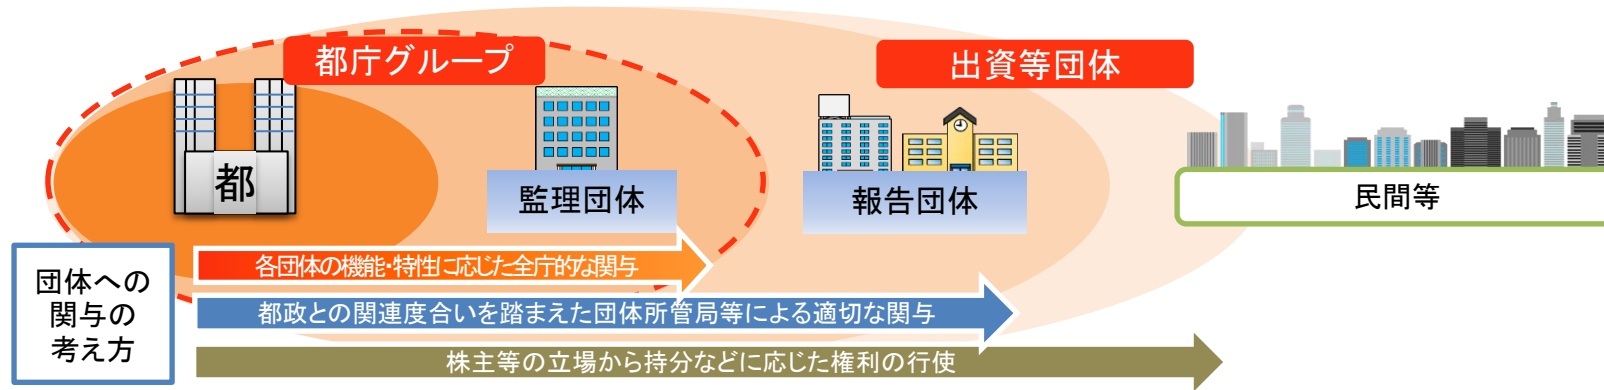 都庁グループ
出資等団体
都
監理団体
報告団体
民間等
団体への
関与の
考え方
各団体の機能・特性に応じた全庁的な関与
都政との関連度合いを踏まえた団体所管局等による適切な関与
株主等の立場から持分などに応じた権利の行使